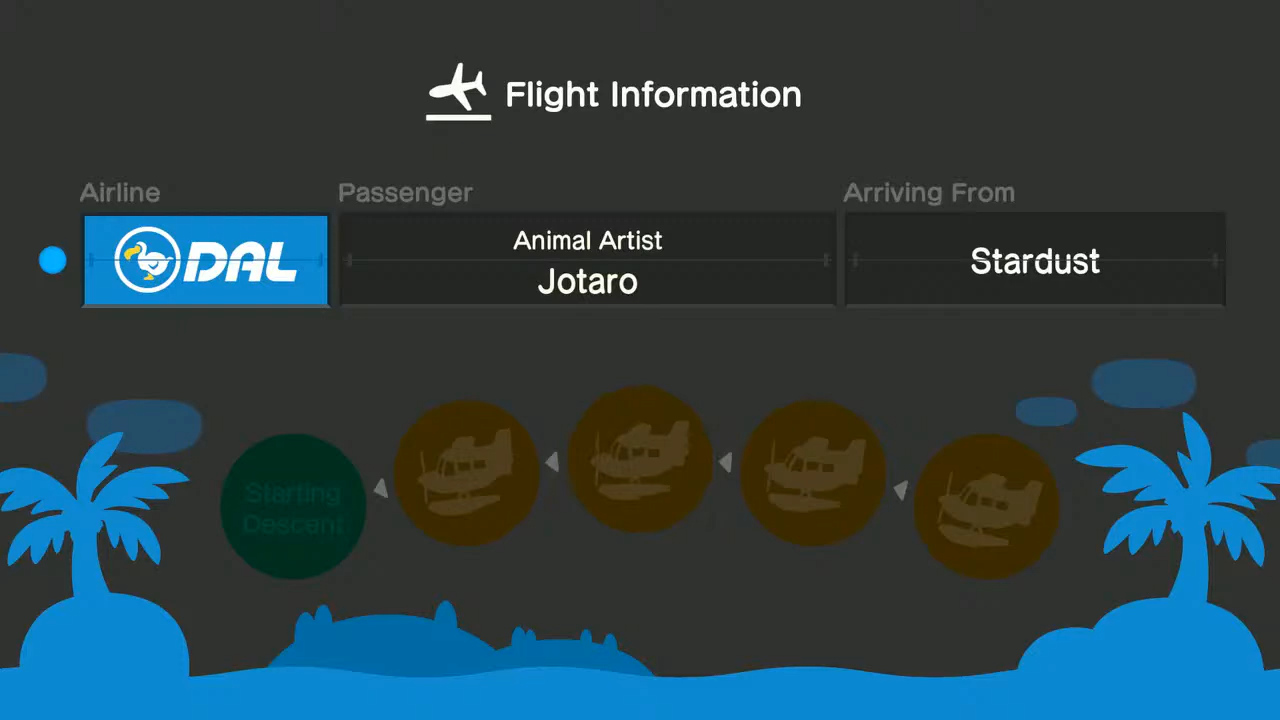 Flight Information
Airline
Passenger
Arriving From
DAL
Animal Artist
Jotaro
Stardust
Starting
Descent